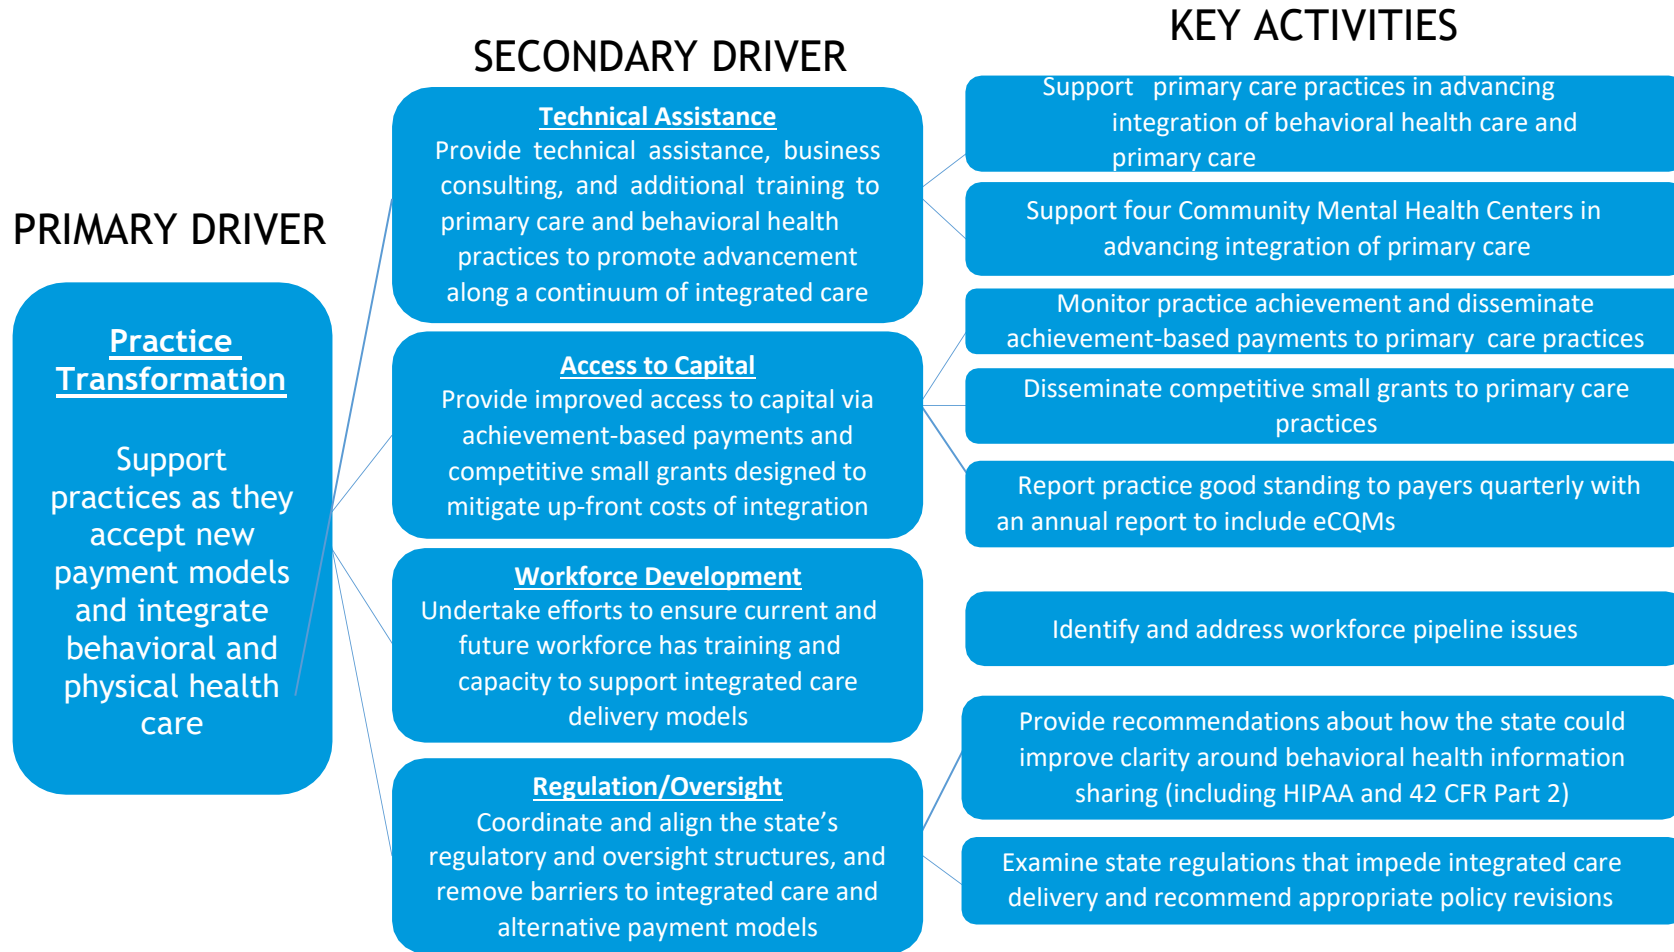 PRIMARY DRIVER
Practice
Transformation
Support
practices as they
accept new
payment models
and integrate
behavioral and
physical health
care
SECONDARY DRIVER
Technical Assistance
Provide technical assistance, business
consulting, and additional training to
primary care and behavioral health
practices to promote advancement
along a continuum of integrated care
Access to Capital
Provide improved access to capital via
achievement-based payments and
competitive small grants designed to
mitigate up-front costs of integration
Workforce Development
Undertake efforts to ensure current and
future workforce has training and
capacity to support integrated care
delivery models
Regulation/Oversight
Coordinate and align the state’s
regulatory and oversight structures, and
remove barriers to integrated care and
alternative payment models
KEY ACTIVITIES
Support primary care practices in advancing
integration of behavioral health care and
primary care
Support four Community Mental Health Centers in
advancing integration of primary care
Monitor practice achievement and disseminate
achievement-based payments to primary care practices
Disseminate competitive small grants to primary care
practices
Report practice good standing to payers quarterly with
an annual report to include eCQMs
Identify and address workforce pipeline issues
Provide recommendations about how the state could
improve clarity around behavioral health information
sharing (including HIPAA and 42 CFR Part 2)
Examine state regulations that impede integrated care
delivery and recommend appropriate policy revisions